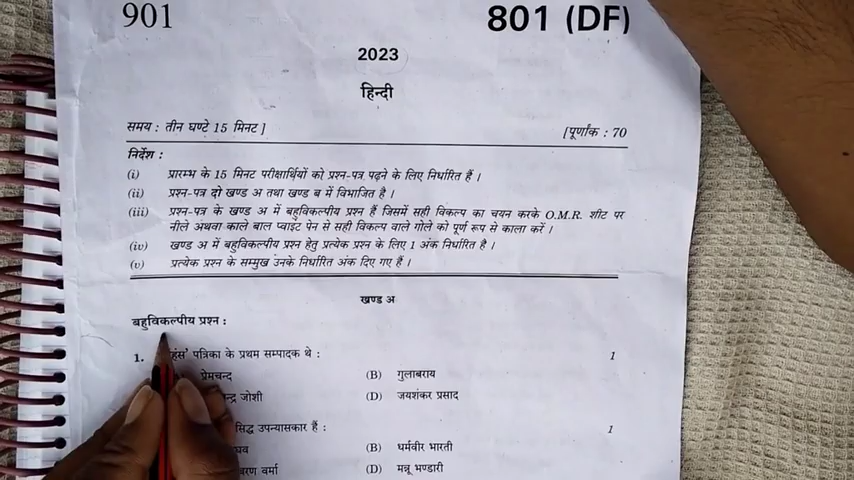 901
801 (DF)
2023
हिन्दी
समय : तीन घण्टे 15 मिनट ]
[पूर्णांक : 70
निर्देश :
(i) प्रारम्भ के 15 मिनट परीक्षार्थियों को प्रश्न-पत्र पढ़ने के लिए निर्धारित हैं ।
(ii) प्रश्न-पत्र दो खण्ड अ तथा खण्ड ब में विभाजित है ।
(iii) प्रश्न-पत्र के खण्ड अ में बहुविकल्पीय प्रश्न हैं जिसमें सही विकल्प का चयन करके O.M.R. शीट पर
नीले अथवा काले बाल प्वाइंट पेन से सही विकल्प वाले गोले को पूर्ण रूप से काला करें ।
(iv) खण्ड अ में बहुविकल्पीय प्रश्न हेतु प्रत्येक प्रश्न के लिए 1 अंक निर्धारित है ।
(v) प्रत्येक प्रश्न के सम्मुख उनके निर्धारित अंक दिए गए हैं ।
खण्ड अ
बहुविकल्पीय प्रश्न :
1. हंस' पत्रिका के प्रथम सम्पादक थे : 1
प्रेमचन्द (B) गुलाबराय
जोशी (D) जयशंकर प्रसाद
उपन्यासकार हैं : 1
(B) धर्मवीर भारती
वर्मा (D) मन्नू भण्डारी